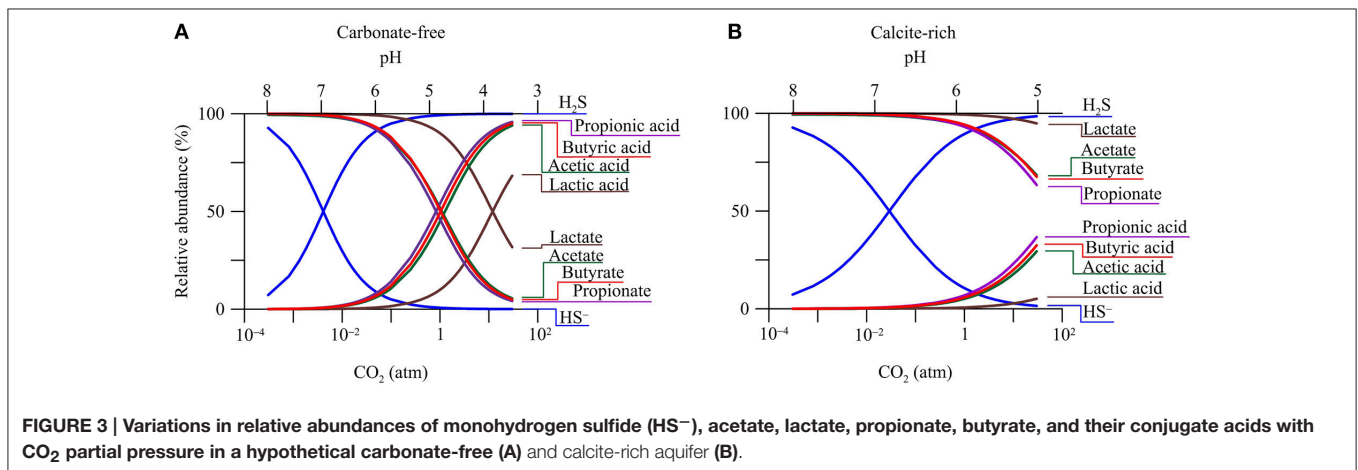 A
Carbonate-free
pH
8 7 6 5 4 3
100
50
0
Relative abundance (%)
10⁻⁴ 10⁻² 1 10²
CO₂ (atm)
H₂S
Propionic acid
Butyric acid
Acetic acid
Lactic acid
Lactate
Acetate
Butyrate
Propionate
HS⁻
B
Calcite-rich
pH
8 7 6 5
100
50
0
10⁻⁴ 10⁻² 1 10²
CO₂ (atm)
H₂S
Lactate
Acetate
Butyrate
Propionate
Propionic acid
Butyric acid
Acetic acid
Lactic acid
HS⁻
FIGURE 3 | Variations in relative abundances of monohydrogen sulfide (HS⁻), acetate, lactate, propionate, butyrate, and their conjugate acids with
CO₂ partial pressure in a hypothetical carbonate-free (A) and calcite-rich aquifer (B).